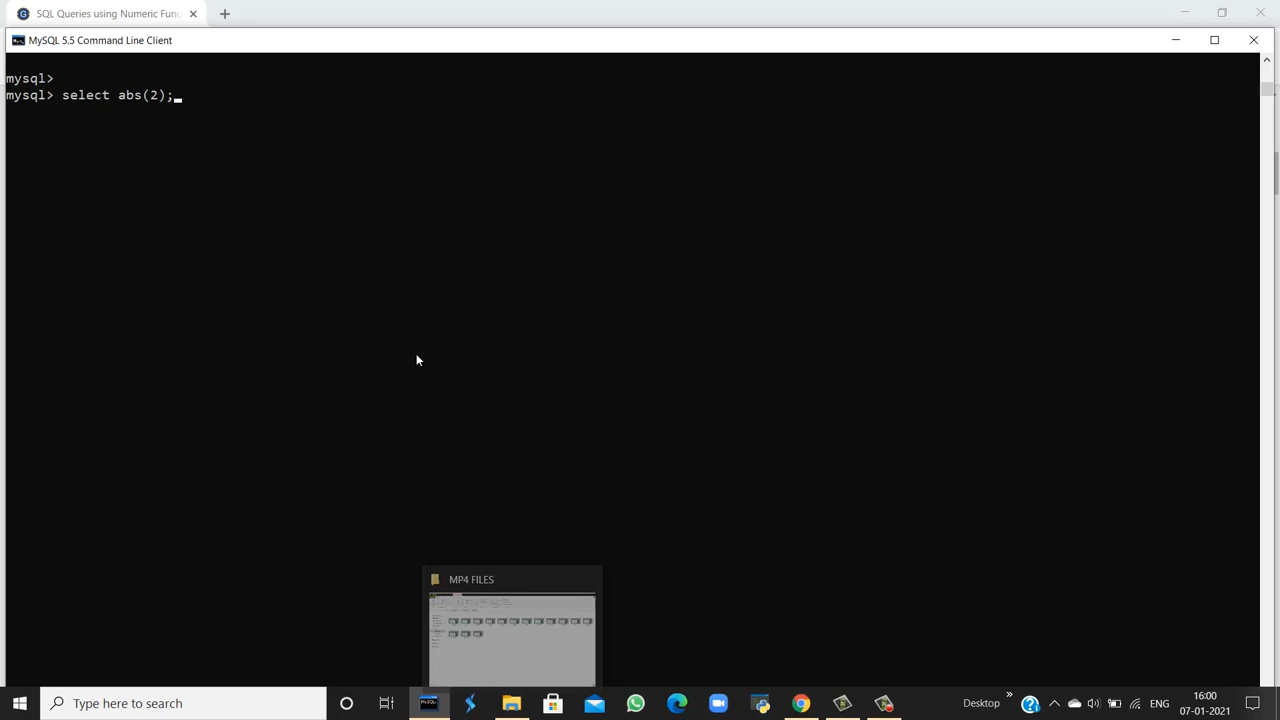 SQL Queries using Numeric Func
MySQL 5.5 Command Line Client
mysql>
mysql> select abs(2);
MP4 FILES
Type here to search
Desktop
»
ENG
16:00
07-01-2021